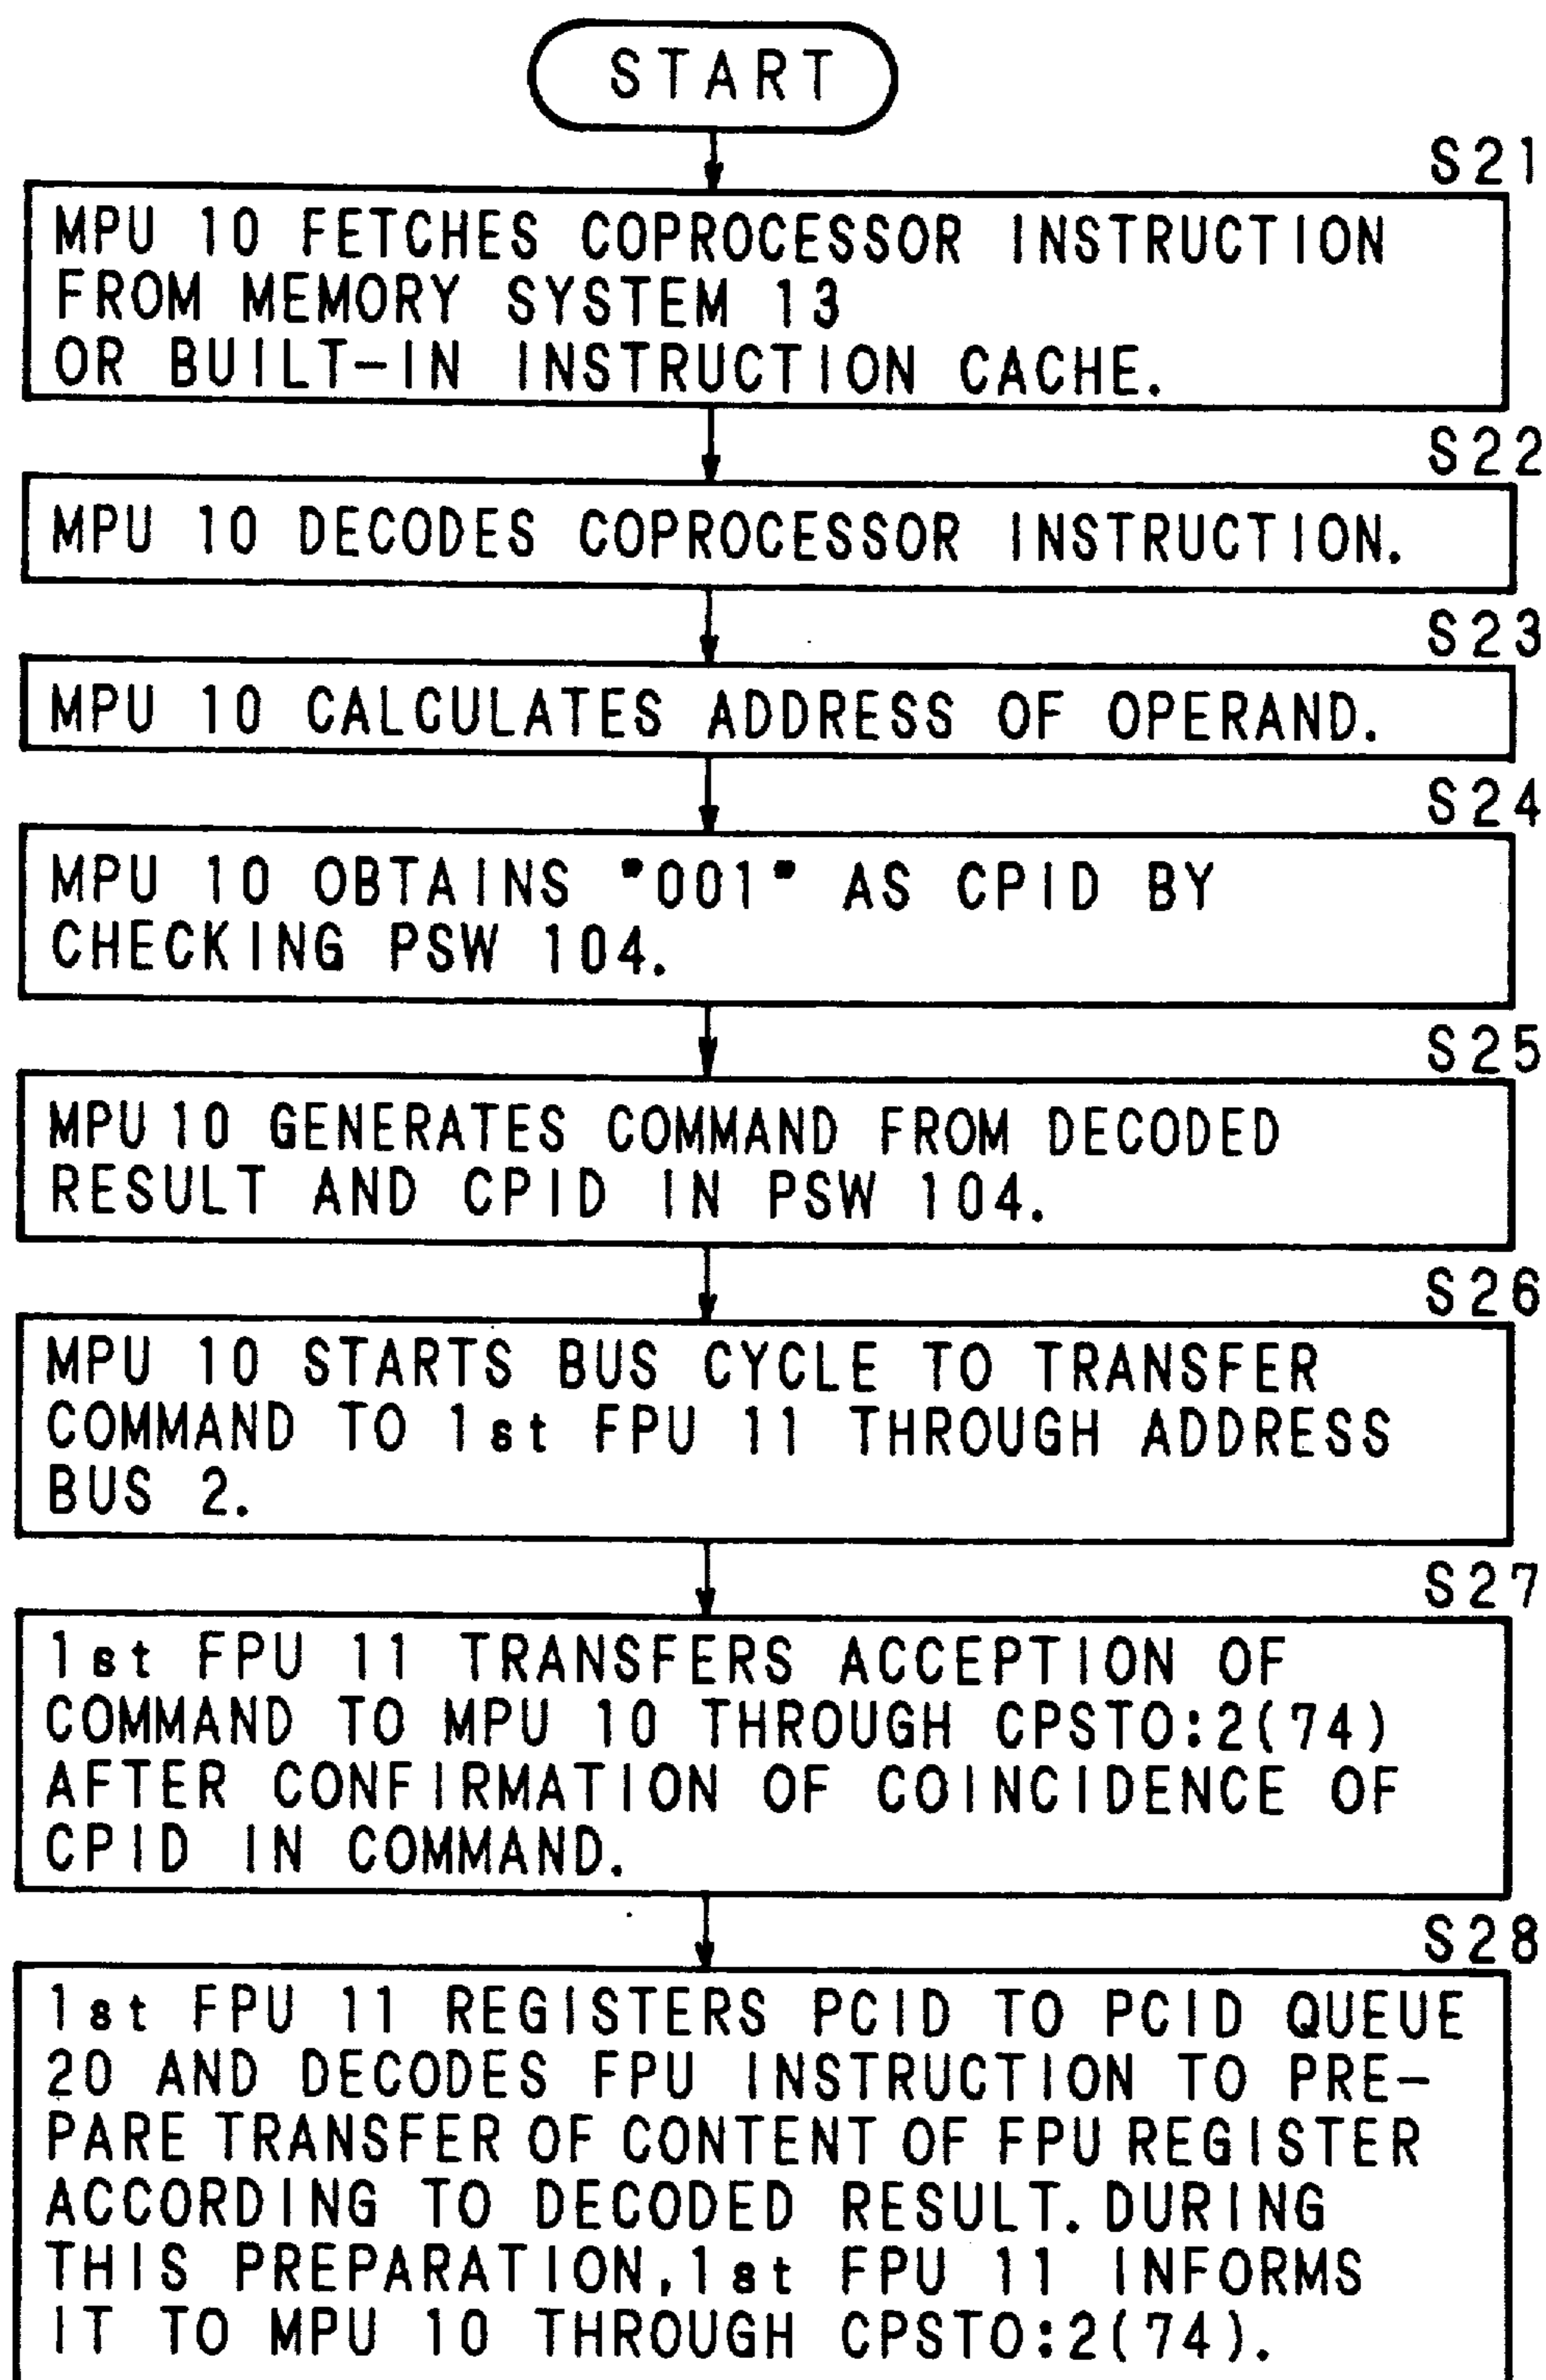 START
S21
MPU 10 FETCHES COPROCESSOR INSTRUCTION
FROM MEMORY SYSTEM 13
OR BUILT-IN INSTRUCTION CACHE.
S22
MPU 10 DECODES COPROCESSOR INSTRUCTION.
S23
MPU 10 CALCULATES ADDRESS OF OPERAND.
S24
MPU 10 OBTAINS "001" AS CPID BY
CHECKING PSW 104.
S25
MPU 10 GENERATES COMMAND FROM DECODED
RESULT AND CPID IN PSW 104.
S26
MPU 10 STARTS BUS CYCLE TO TRANSFER
COMMAND TO 1st FPU 11 THROUGH ADDRESS
BUS 2.
S27
1st FPU 11 TRANSFERS ACCEPTION OF
COMMAND TO MPU 10 THROUGH CPST0:2(74)
AFTER CONFIRMATION OF COINCIDENCE OF
CPID IN COMMAND.
S28
1st FPU 11 REGISTERS PCID TO PCID QUEUE
20 AND DECODES FPU INSTRUCTION TO PRE-
PARE TRANSFER OF CONTENT OF FPU REGISTER
ACCORDING TO DECODED RESULT. DURING
THIS PREPARATION, 1st FPU 11 INFORMS
IT TO MPU 10 THROUGH CPST0:2(74).